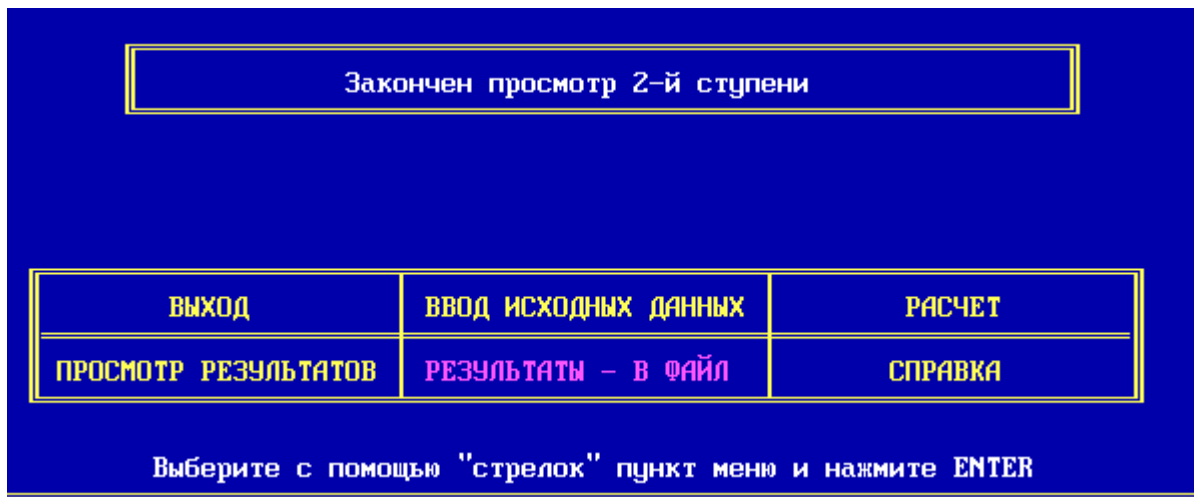 Закончен просмотр 2-й ступени
ВЫХОД ВВОД ИСХОДНЫХ ДАННЫХ РАСЧЕТ
ПРОСМОТР РЕЗУЛЬТАТОВ РЕЗУЛЬТАТЫ - В ФАЙЛ СПРАВКА
Выберите с помощью "стрелок" пункт меню и нажмите ENTER